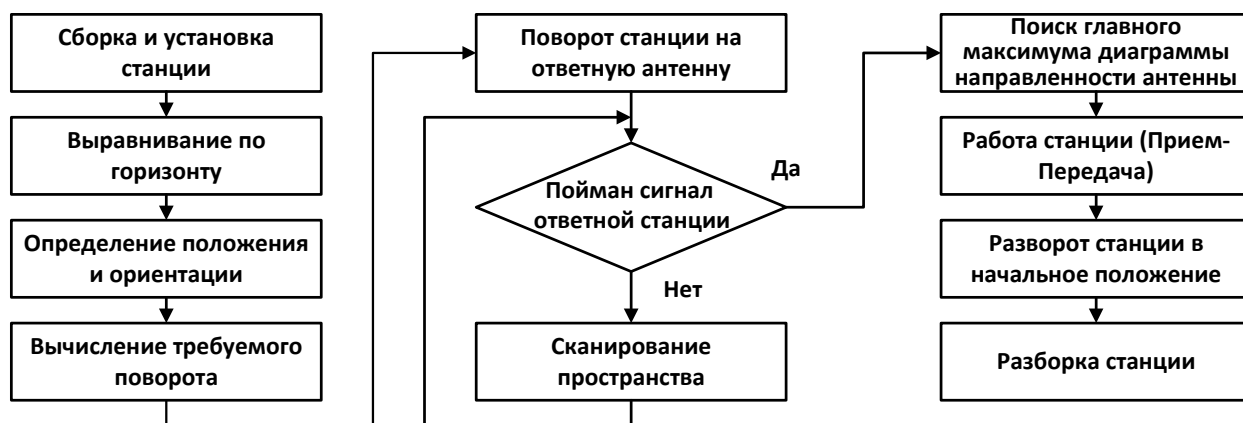 Сборка и установка
станции
Выравнивание по
горизонту
Определение положения
и ориентации
Вычисление требуемого
поворота
Поворот станции на
ответную антенну
Пойман сигнал
ответной станции
Да
Нет
Сканирование
пространства
Поиск главного
максимума диаграммы
направленности антенны
Работа станции (Прием-
Передача)
Разворот станции в
начальное положение
Разборка станции